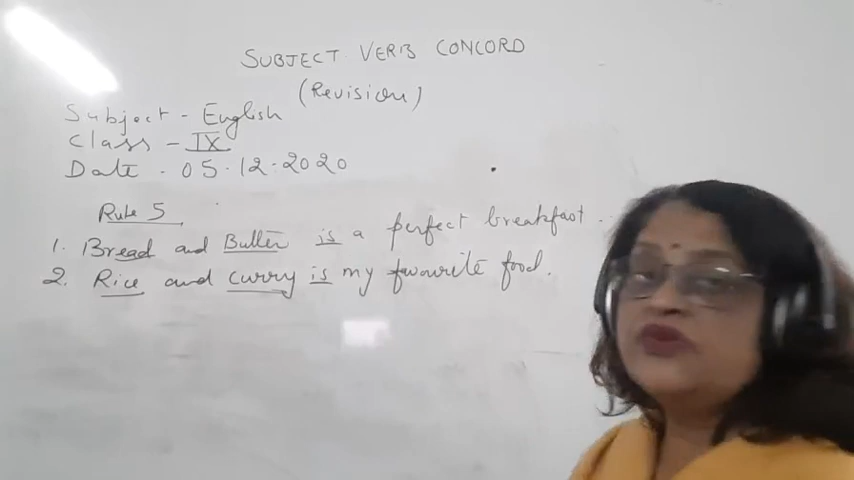 SUBJECT. VERB CONCORD
(Revision)
Subject - English
Class - IX
Date . 05.12.2020
Rule 5
1. Bread and Butter is a perfect breakfast.
2. Rice and curry is my favourite food.